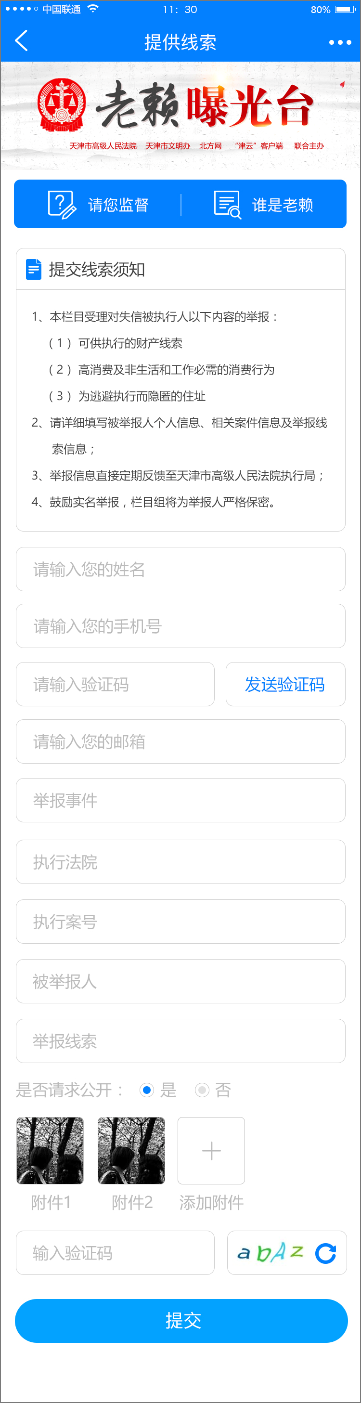 中国联通 11：30 80%
提供线索
老赖曝光台
天津市高级人民法院 天津市文明办 北方网 “津云”客户端 联合主办
请您监督 谁是老赖
提交线索须知
1、本栏目受理对失信被执行人以下内容的举报：
（1）可供执行的财产线索
（2）高消费及非生活和工作必需的消费行为
（3）为逃避执行而隐匿的住址
2、请详细填写被举报人个人信息、相关案件信息及举报线
索信息；
3、举报信息直接定期反馈至天津市高级人民法院执行局；
4、鼓励实名举报，栏目组将为举报人严格保密。
请输入您的姓名
请输入您的手机号
请输入验证码 发送验证码
请输入您的邮箱
举报事件
执行法院
执行案号
被举报人
举报线索
是否请求公开： 是 否
附件1 附件2 添加附件
输入验证码 abAz
提交